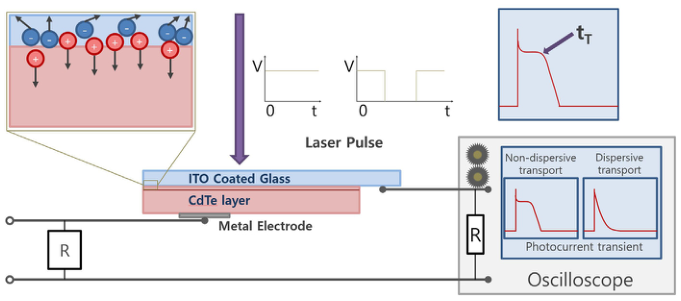 - - - - - - -
+ + + + + + +
V
0
t
V
0
t
Laser Pulse
t_T
ITO Coated Glass
CdTe layer
Metal Electrode
R
R
Non-dispersive
transport
Dispersive
transport
Photocurrent transient
Oscilloscope